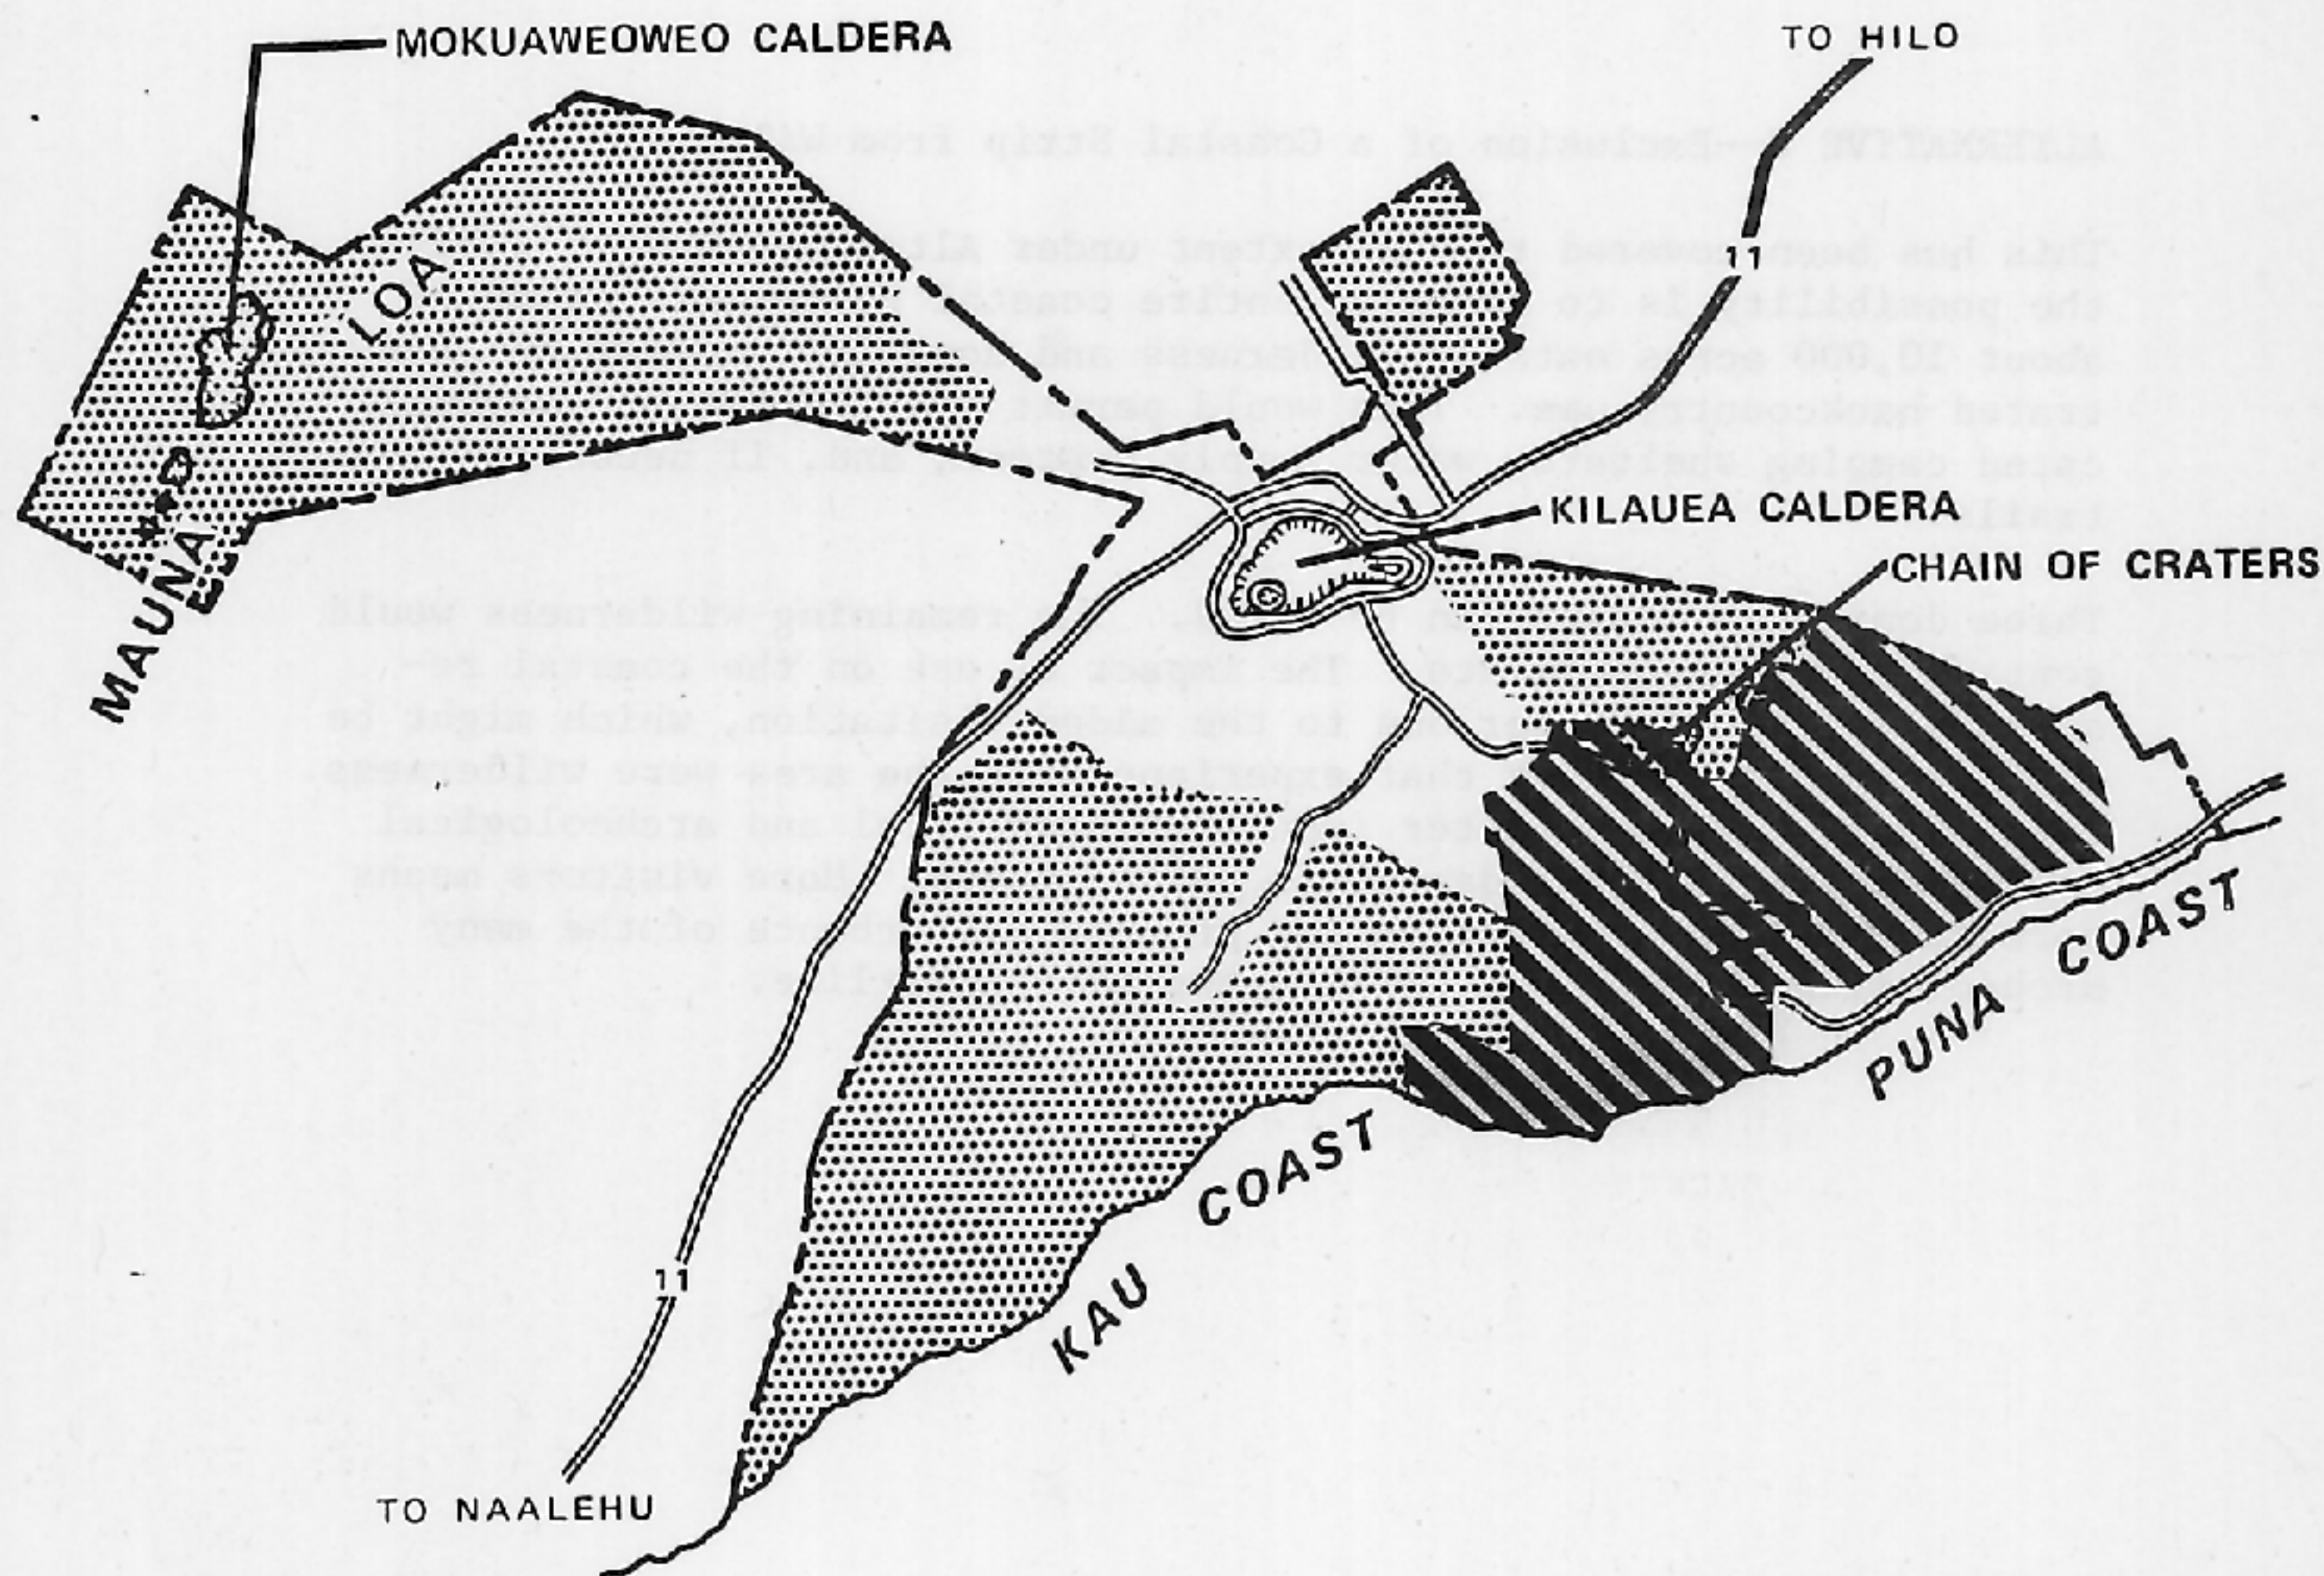 MOKUAWEOWEO CALDERA
TO HILO
11
LOA
MAUNA
KILAUEA CALDERA
CHAIN OF CRATERS
PUNA COAST
KAU COAST
11
TO NAALEHU